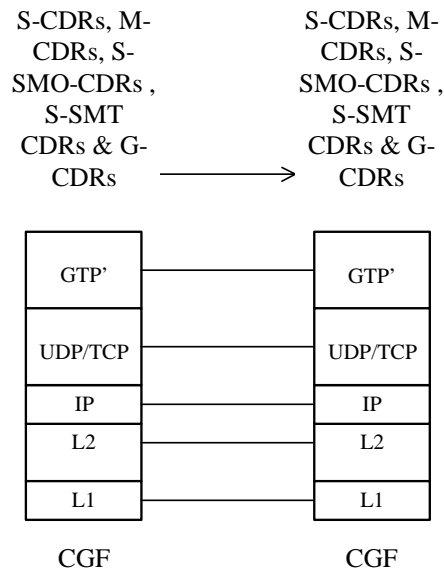 S-CDRs, M-
CDRs, S-
SMO-CDRs ,
S-SMT
CDRs & G-
CDRs
S-CDRs, M-
CDRs, S-
SMO-CDRs ,
S-SMT
CDRs & G-
CDRs
GTP’
GTP’
UDP/TCP
UDP/TCP
IP
IP
L2
L2
L1
L1
CGF
CGF